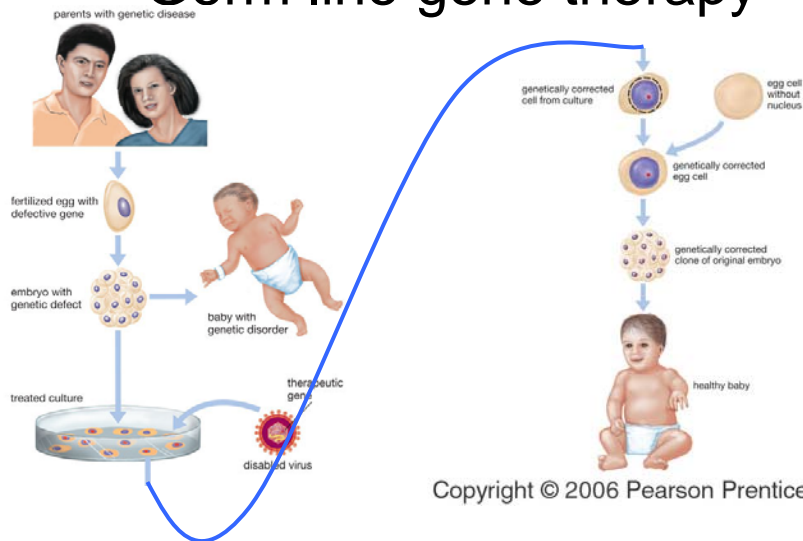 Germ line gene therapy
parents with genetic disease
fertilized egg with
defective gene
embryo with
genetic defect
baby with
genetic disorder
treated culture
therapeutic
gene
disabled virus
genetically corrected
cell from culture
egg cell
without
nucleus
genetically corrected
egg cell
genetically corrected
clone of original embryo
healthy baby
Copyright © 2006 Pearson Prentice